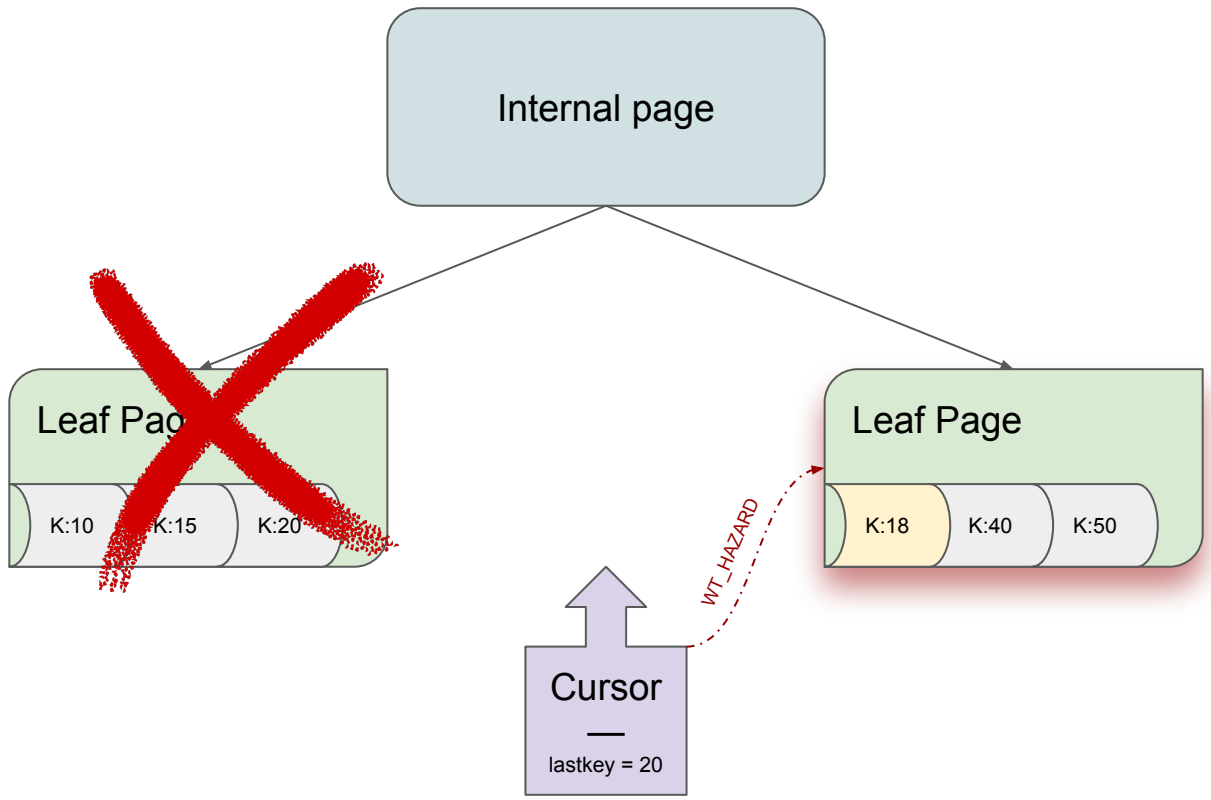 Internal page
Leaf Pag
Leaf Page
K:10
K:15
K:20
K:18
K:40
K:50
WT_HAZARD
Cursor
—
lastkey = 20